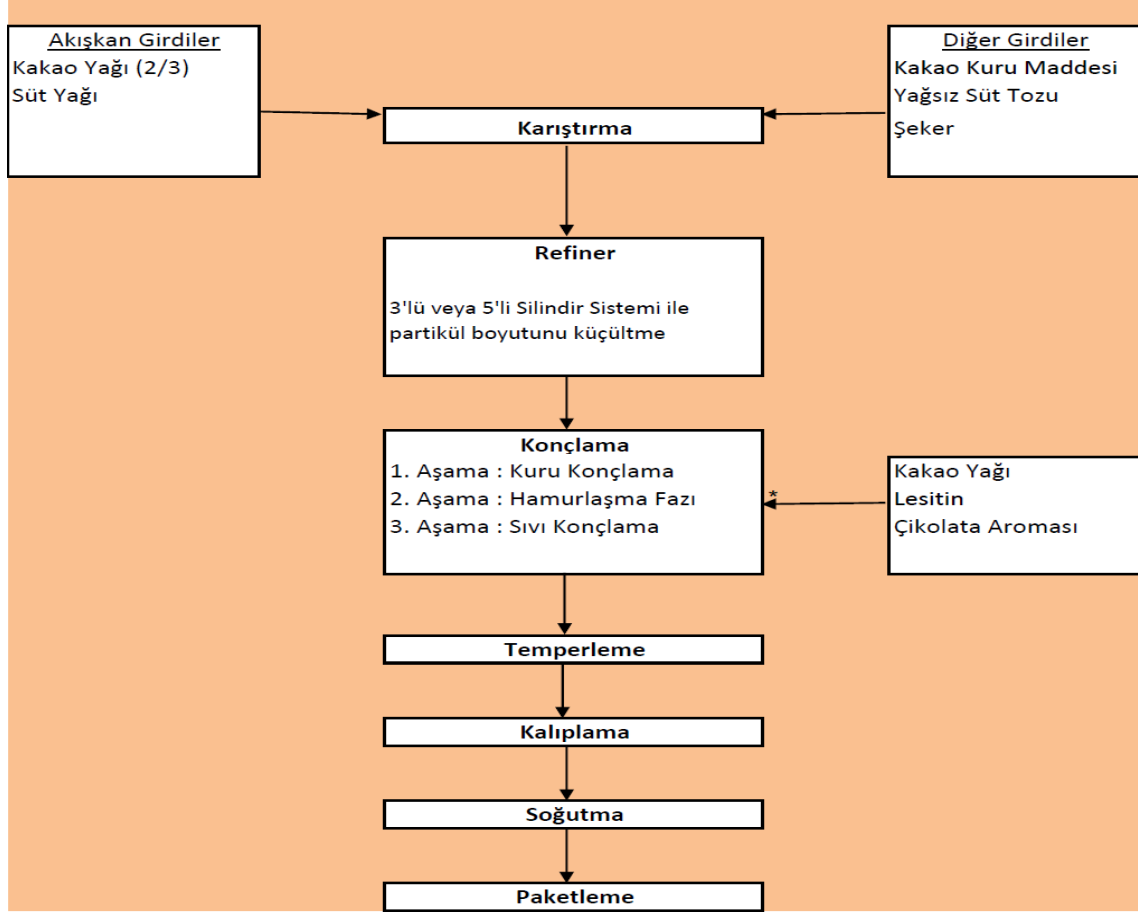 Akışkan Girdiler
Kakao Yağı (2/3)
Süt Yağı
Diğer Girdiler
Kakao Kuru Maddesi
Yağsız Süt Tozu
Şeker
Karıştırma
Refiner
3'lü veya 5'li Silindir Sistemi ile
partikül boyutunu küçültme
Konçlama
1. Aşama : Kuru Konçlama
2. Aşama : Hamurlaşma Fazı
3. Aşama : Sıvı Konçlama
*
Kakao Yağı
Lesitin
Çikolata Aroması
Temperleme
Kalıplama
Soğutma
Paketleme